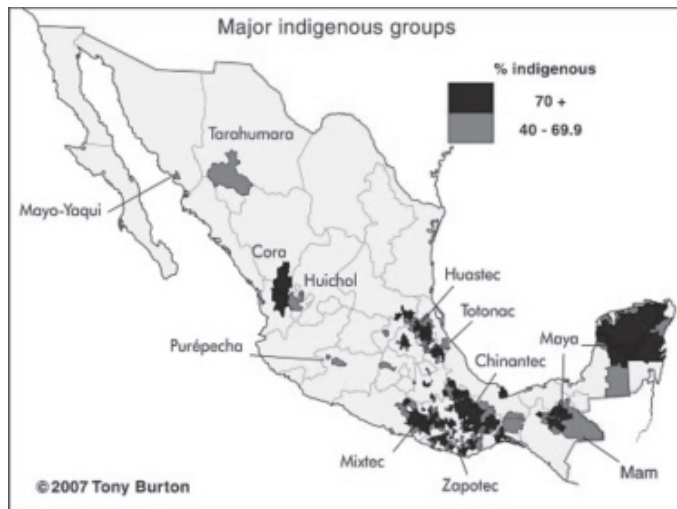 Major indigenous groups
% indigenous
70 +
40 - 69.9
Tarahumara
Mayo-Yaqui
Cora
Huichol
Huastec
Totonac
Purépecha
Maya
Chinantec
Mixtec
Zapotec
Mam
©2007 Tony Burton